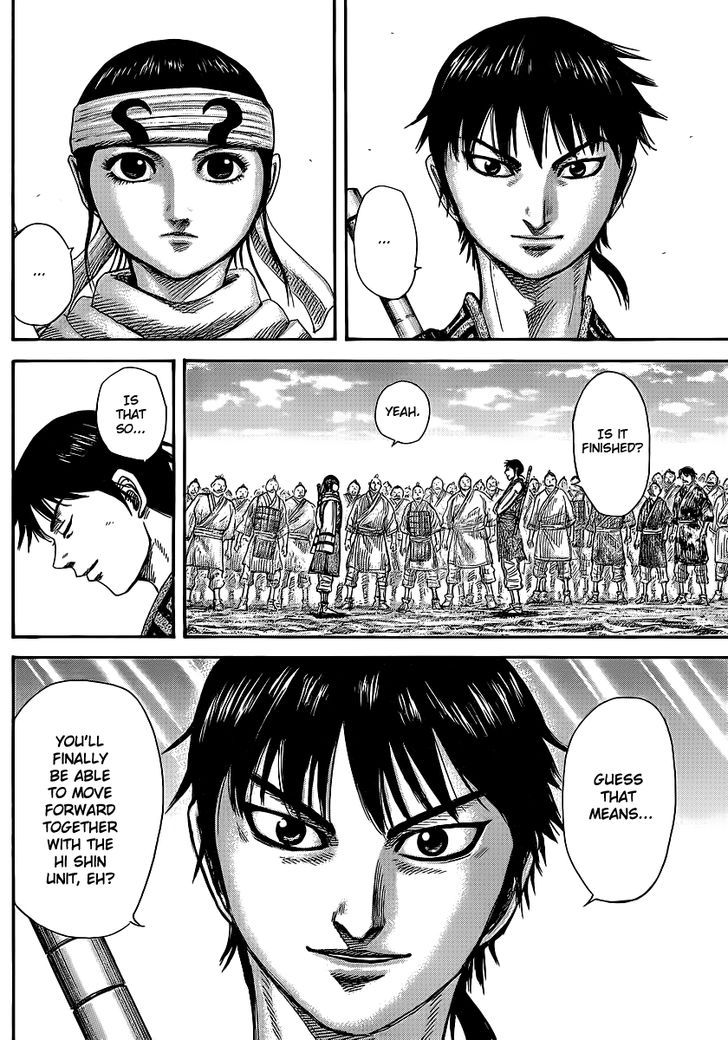 ...
...
IS IT
FINISHED?
YEAH.
IS
THAT
SO...
GUESS
THAT
MEANS...
YOU'LL
FINALLY
BE ABLE
TO MOVE
FORWARD
TOGETHER
WITH THE
HI SHIN
UNIT, EH?